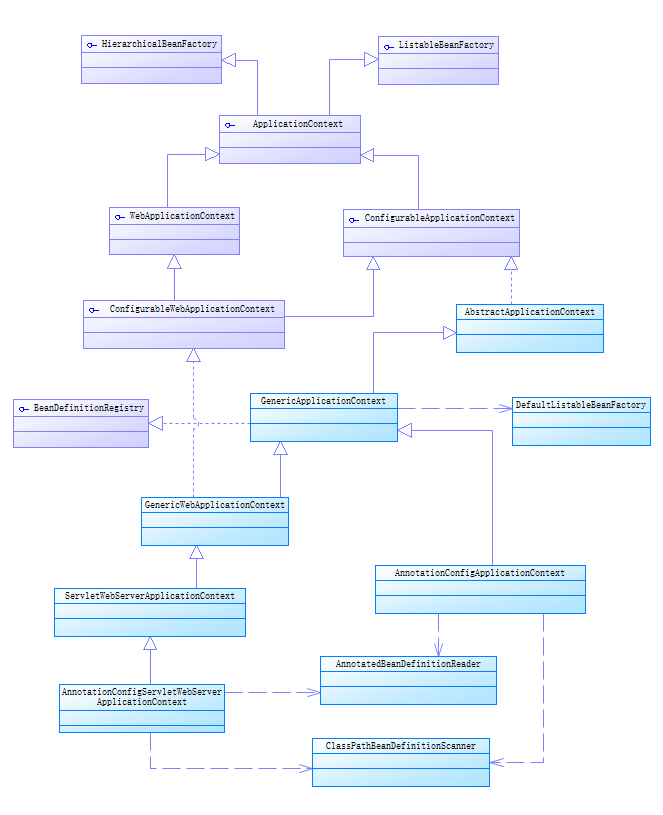 HierarchicalBeanFactory
ListableBeanFactory
ApplicationContext
WebApplicationContext
ConfigurableApplicationContext
ConfigurableWebApplicationContext
AbstractApplicationContext
GenericApplicationContext
BeanDefinitionRegistry
DefaultListableBeanFactory
GenericWebApplicationContext
AnnotationConfigApplicationContext
ServletWebServerApplicationContext
AnnotatedBeanDefinitionReader
AnnotationConfigServletWebServer
ApplicationContext
ClassPathBeanDefinitionScanner